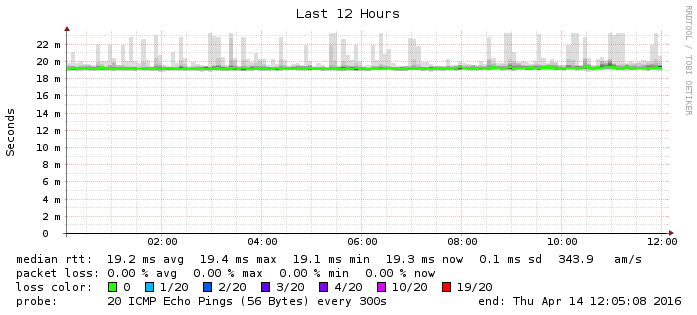 Last 12 Hours
RRDTOOL / TOBI OETIKER
Seconds
22 m
20 m
18 m
16 m
14 m
12 m
10 m
8 m
6 m
4 m
2 m
0
02:00 04:00 06:00 08:00 10:00 12:00
median rtt: 19.2 ms avg 19.4 ms max 19.1 ms min 19.3 ms now 0.1 ms sd 343.9 am/s
packet loss: 0.00 % avg 0.00 % max 0.00 % min 0.00 % now
loss color: 0 1/20 2/20 3/20 4/20 10/20 19/20
probe: 20 ICMP Echo Pings (56 Bytes) every 300s end: Thu Apr 14 12:05:08 2016